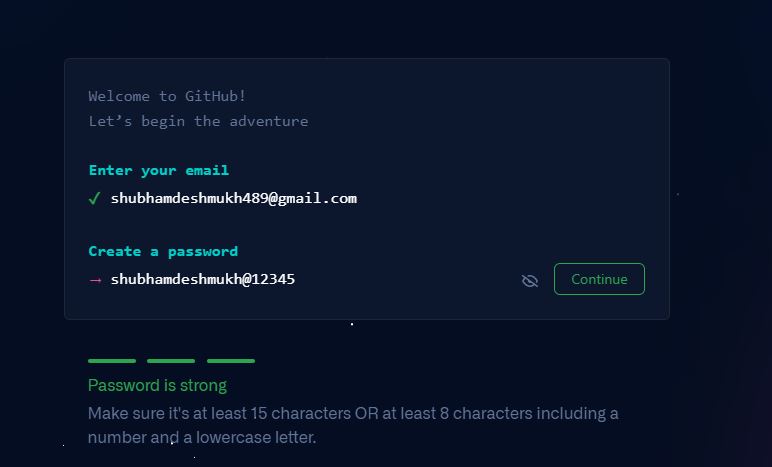 Welcome to GitHub!
Let’s begin the adventure
Enter your email
✓ shubhamdeshmukh489@gmail.com
Create a password
→ shubhamdeshmukh@12345
Continue
Password is strong
Make sure it's at least 15 characters OR at least 8 characters including a
number and a lowercase letter.